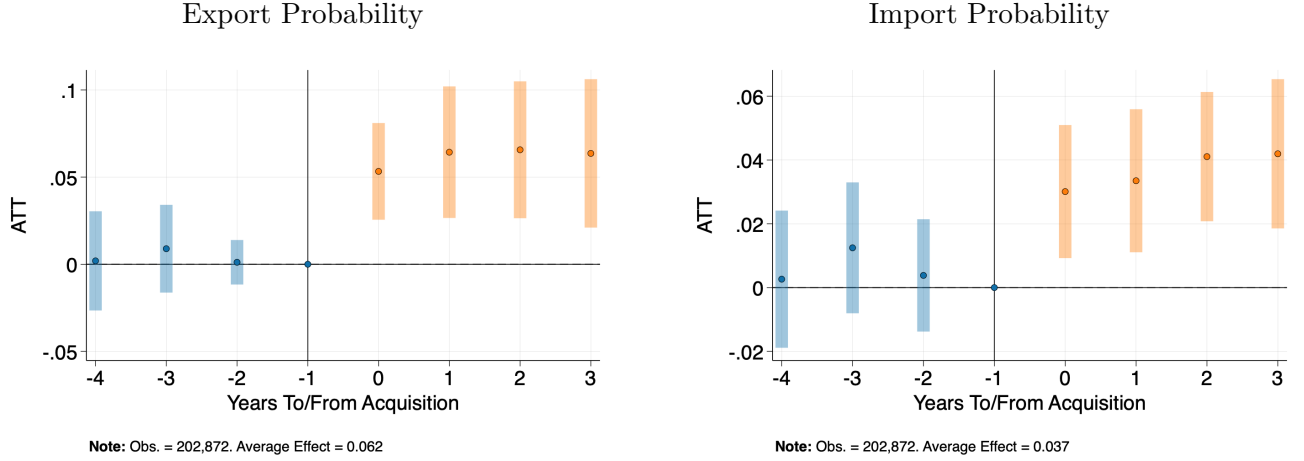 Export Probability
.1
.05
0
-.05
ATT
-4 -3 -2 -1 0 1 2 3
Years To/From Acquisition
Note: Obs. = 202,872. Average Effect = 0.062
Import Probability
.06
.04
.02
0
-.02
ATT
-4 -3 -2 -1 0 1 2 3
Years To/From Acquisition
Note: Obs. = 202,872. Average Effect = 0.037